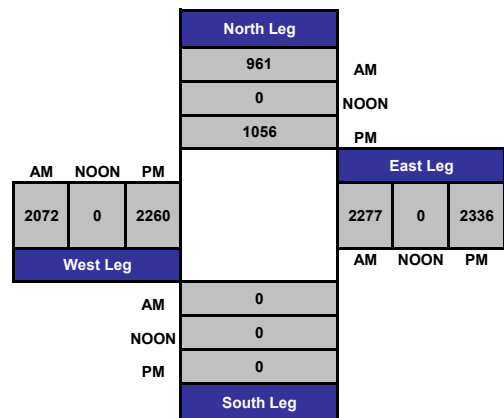 North Leg
961 AM
0 NOON
1056 PM
AM NOON PM
East Leg
2072 0 2260
2277 0 2336
West Leg
AM NOON PM
AM 0
NOON 0
PM 0
South Leg